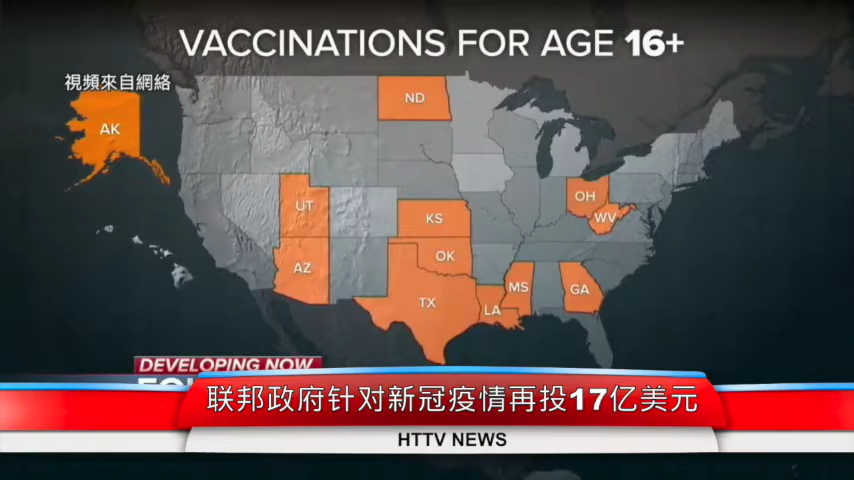 VACCINATIONS FOR AGE 16+
視頻來自網絡
AK
ND
UT
KS
OH
WV
AZ
OK
TX
LA
MS
GA
DEVELOPING NOW
联邦政府针对新冠疫情再投17亿美元
HTTV NEWS